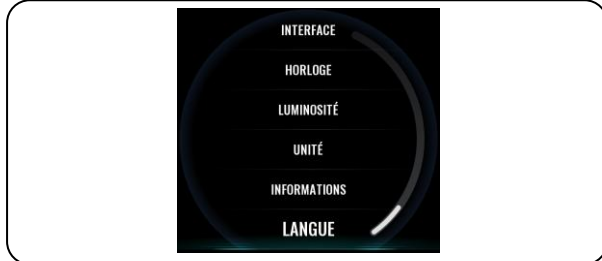 INTERFACE
HORLOGE
LUMINOSITÉ
UNITÉ
INFORMATIONS
LANGUE